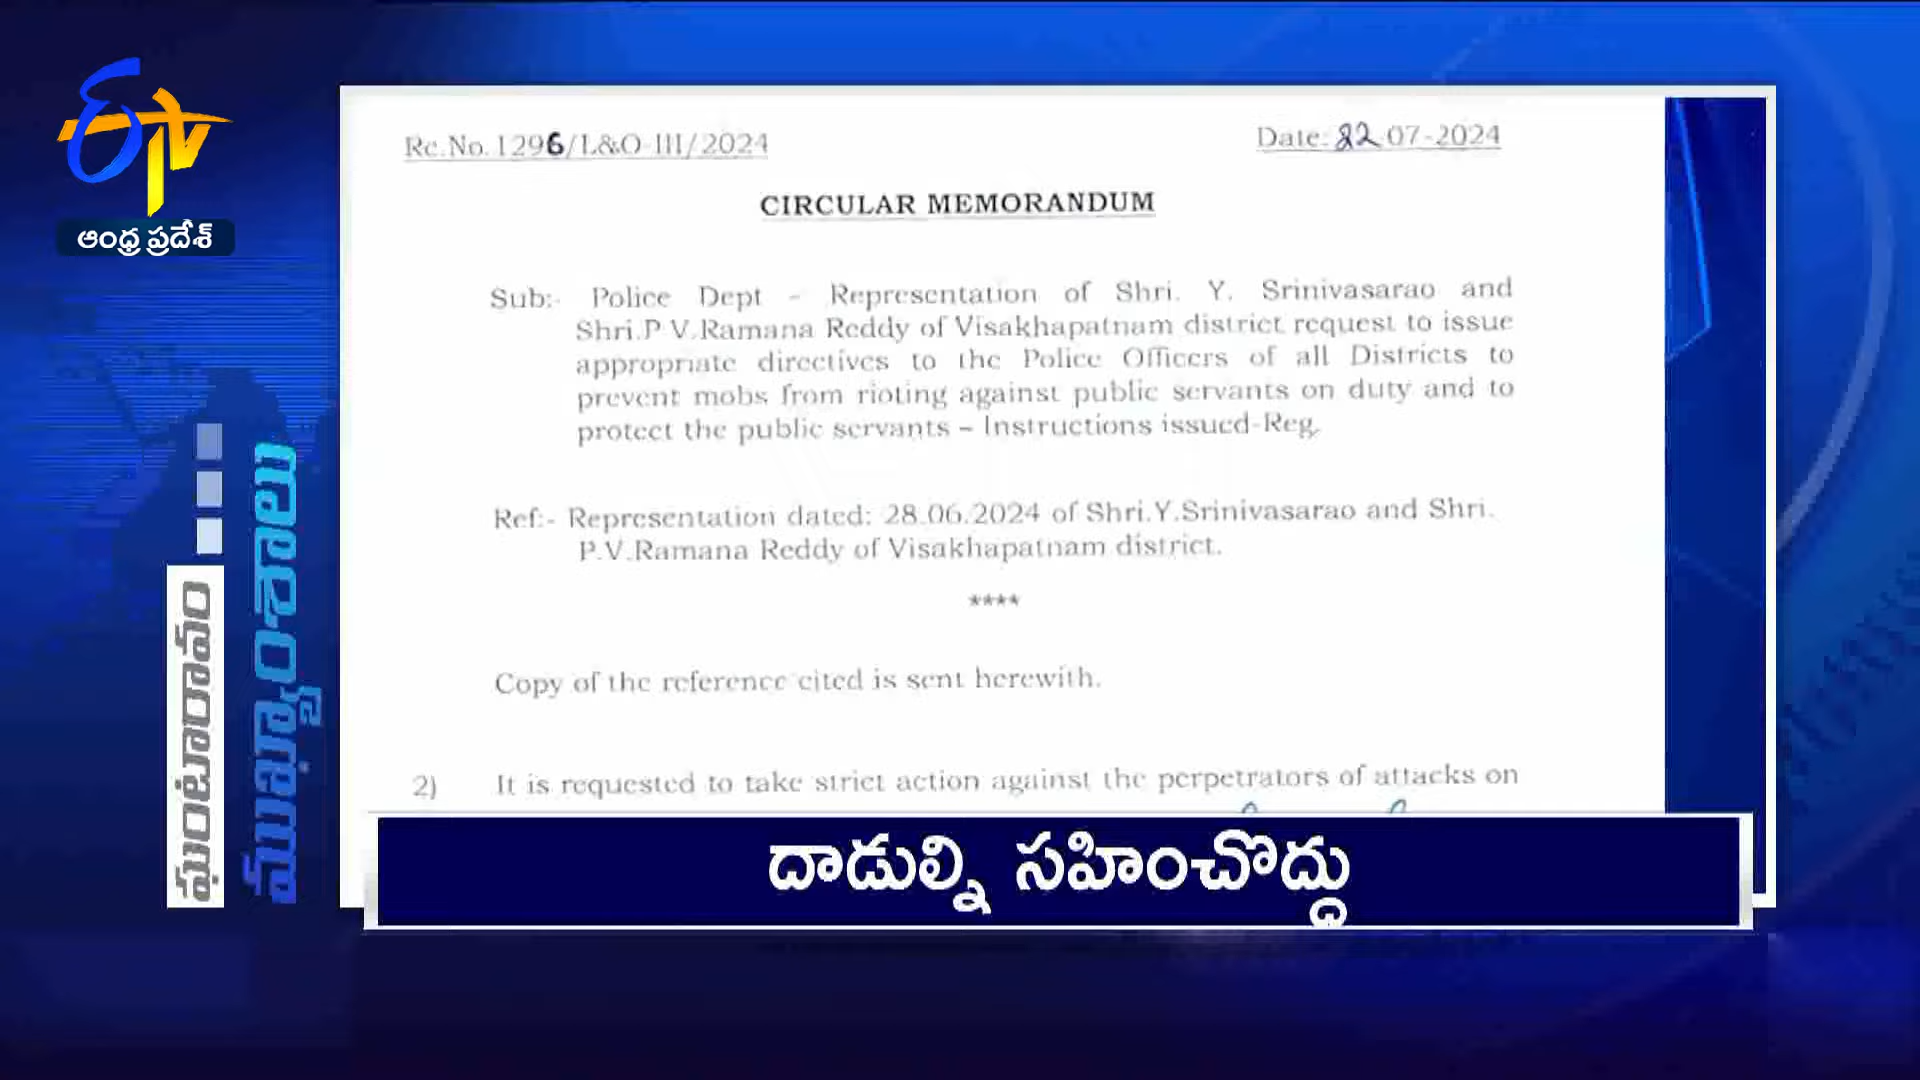 ETV
ఆంధ్ర ప్రదేశ్
ఘంటారావం
ముఖ్యాంశాలు
Rc.No.1296/L&O-III/2024
Date:22-07-2024
CIRCULAR MEMORANDUM
Sub:- Police Dept – Representation of Shri. Y. Srinivasarao and
Shri.P V.Ramana Reddy of Visakhapatnam district request to issue
appropriate directives to the Police Officers of all Districts to
prevent mobs from rioting against public servants on duty and to
protect the public servants – Instructions issued-Reg.
Ref:- Representation dated: 28.06.2024 of Shri.Y.Srinivasarao and Shri.
P.V.Ramana Reddy of Visakhapatnam district.
****
Copy of the reference cited is sent herewith.
2) It is requested to take strict action against the perpetrators of attacks on
దాడుల్ని సహించొద్దు